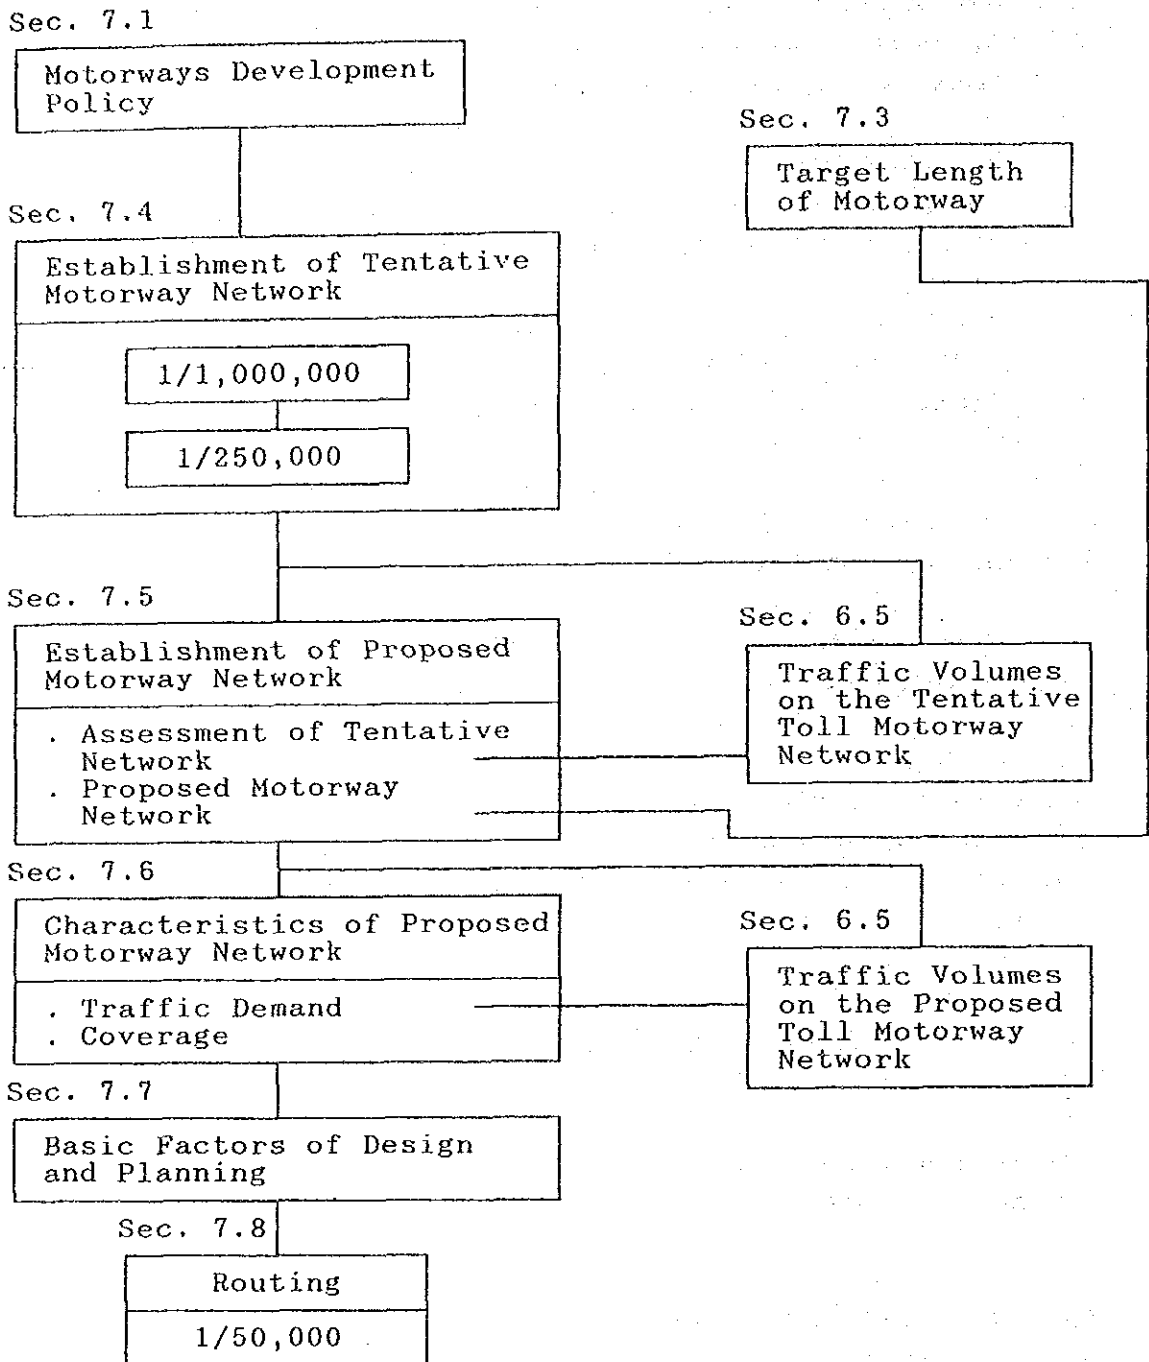 Sec. 7.1
Motorways Development
Policy
Sec. 7.3
Target Length
of Motorway
Sec. 7.4
Establishment of Tentative
Motorway Network
1/1,000,000
1/250,000
Sec. 7.5
Establishment of Proposed
Motorway Network
. Assessment of Tentative
Network
. Proposed Motorway
Network
Sec. 6.5
Traffic Volumes
on the Tentative
Toll Motorway
Network
Sec. 7.6
Characteristics of Proposed
Motorway Network
. Traffic Demand
. Coverage
Sec. 6.5
Traffic Volumes
on the Proposed
Toll Motorway
Network
Sec. 7.7
Basic Factors of Design
and Planning
Sec. 7.8
Routing
1/50,000